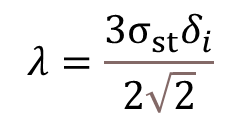 λ = 3σ_st δ_i / 2√2